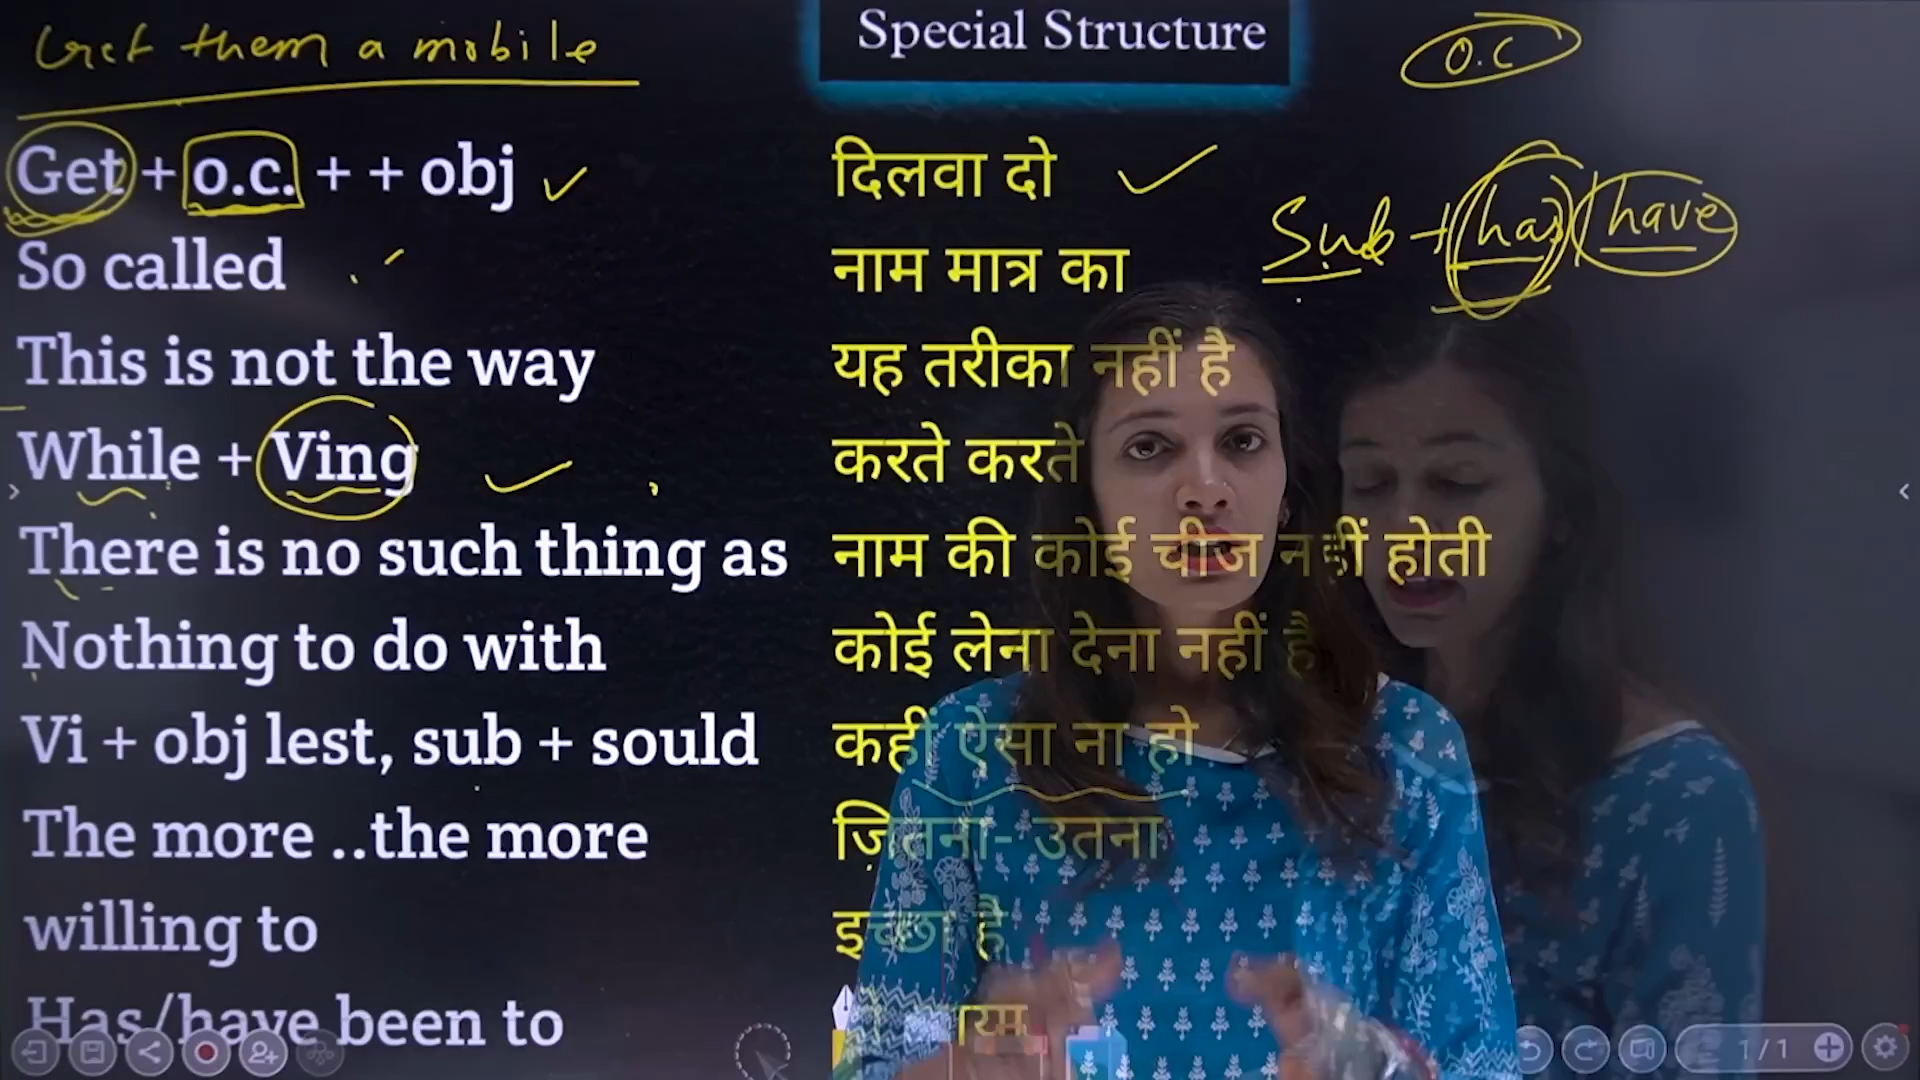 Get them a mobile
Special Structure
O.C
Get + o.c. + + obj
दिलवा दो
Sub + has/have
So called
नाम मात्र का
This is not the way
यह तरीका नहीं है
While + Ving
करते करते
There is no such thing as
नाम की कोई चीज नहीं होती
Nothing to do with
कोई लेना देना नहीं है
Vi + obj lest, sub + sould
कहीं ऐसा ना हो
The more ..the more
जितना- उतना
willing to
इच्छा है
Has/have been to
1/1